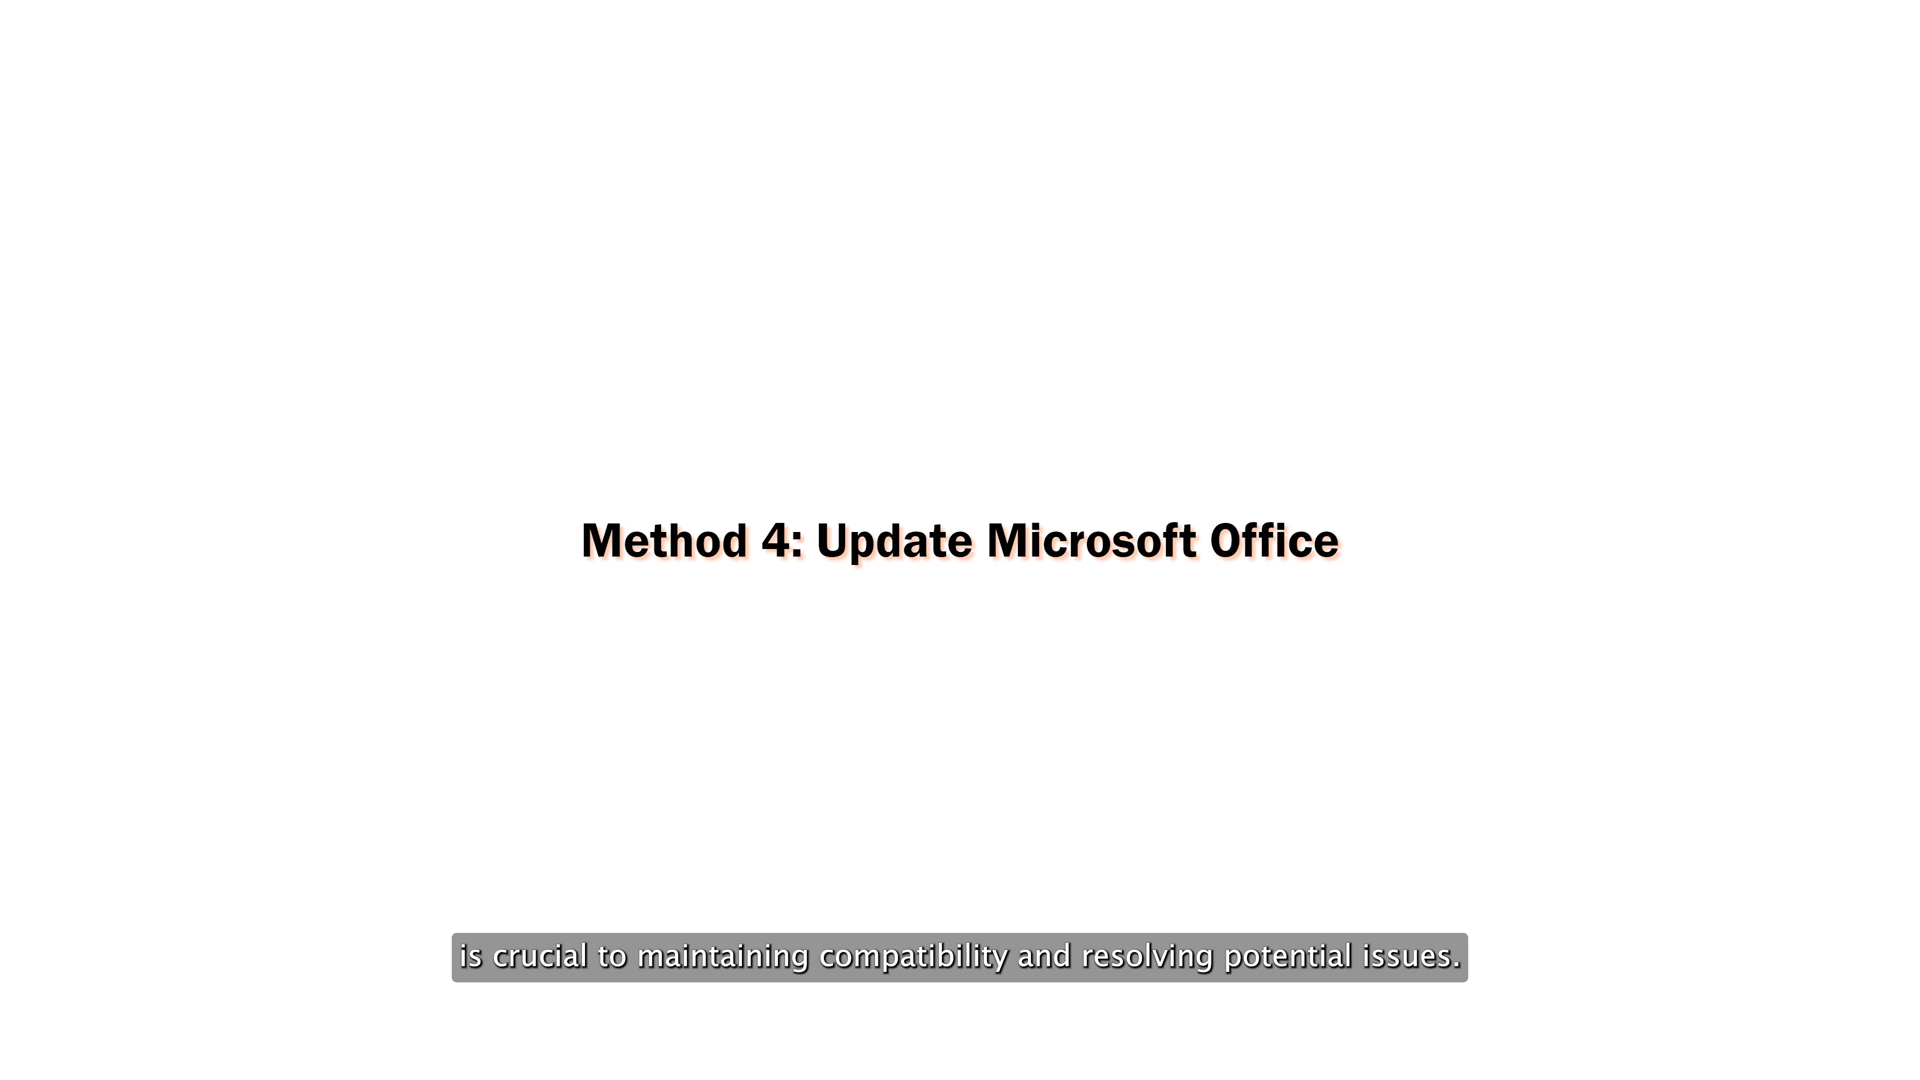 Method 4: Update Microsoft Office
is crucial to maintaining compatibility and resolving potential issues.